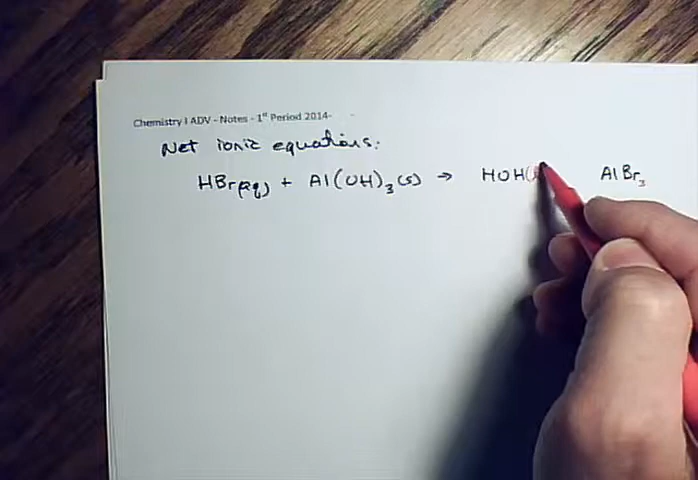 Chemistry I ADV - Notes - 1st Period 2014-
Net ionic equations:
HBr(aq) + Al(OH)3(s) → HOH( AlBr3